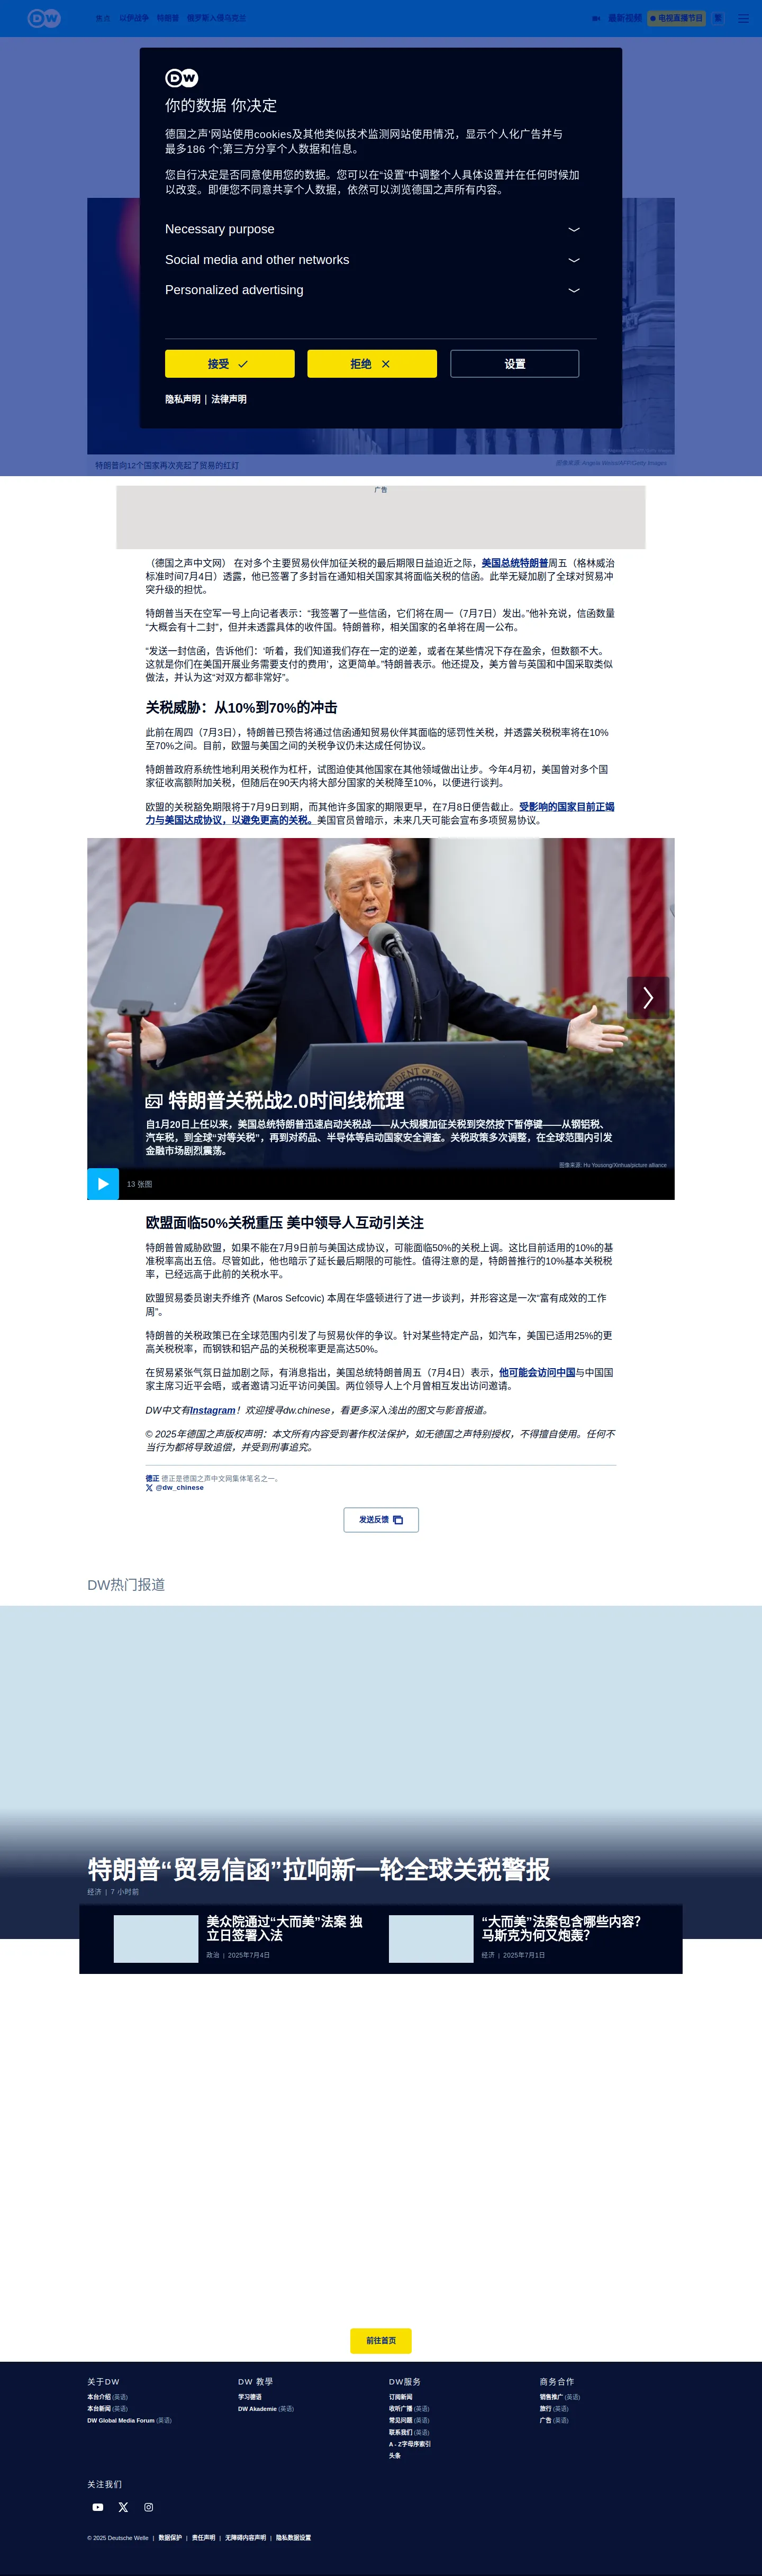 DW
焦点 以伊战争 特朗普 俄罗斯入侵乌克兰
最新视频 电视直播节目 繁
DW
你的数据 你决定
德国之声'网站使用cookies及其他类似技术监测网站使用情况，显示个人化广告并与
最多186 个;第三方分享个人数据和信息。
您自行决定是否同意使用您的数据。您可以在“设置”中调整个人具体设置并在任何时候加
以改变。即便您不同意共享个人数据，依然可以浏览德国之声所有内容。
Necessary purpose
Social media and other networks
Personalized advertising
接受 拒绝 设置
隐私声明 | 法律声明
特朗普向12个国家再次亮起了贸易的红灯
图像来源: Angela Weiss/AFP/Getty Images
广告
（德国之声中文网） 在对多个主要贸易伙伴加征关税的最后期限日益迫近之际，美国总统特朗普周五（格林威治
标准时间7月4日）透露，他已签署了多封旨在通知相关国家其将面临关税的信函。此举无疑加剧了全球对贸易冲
突升级的担忧。
特朗普当天在空军一号上向记者表示：“我签署了一些信函，它们将在周一（7月7日）发出。”他补充说，信函数量
“大概会有十二封”，但并未透露具体的收件国。特朗普称，相关国家的名单将在周一公布。
“发送一封信函，告诉他们：‘听着，我们知道我们存在一定的逆差，或者在某些情况下存在盈余，但数额不大。
这就是你们在美国开展业务需要支付的费用’，这更简单。”特朗普表示。他还提及，美方曾与英国和中国采取类似
做法，并认为这“对双方都非常好”。
关税威胁：从10%到70%的冲击
此前在周四（7月3日），特朗普已预告将通过信函通知贸易伙伴其面临的惩罚性关税，并透露关税税率将在10%
至70%之间。目前，欧盟与美国之间的关税争议仍未达成任何协议。
特朗普政府系统性地利用关税作为杠杆，试图迫使其他国家在其他领域做出让步。今年4月初，美国曾对多个国
家征收高额附加关税，但随后在90天内将大部分国家的关税降至10%，以便进行谈判。
欧盟的关税豁免期限将于7月9日到期，而其他许多国家的期限更早，在7月8日便告截止。受影响的国家目前正竭
力与美国达成协议，以避免更高的关税。美国官员曾暗示，未来几天可能会宣布多项贸易协议。
特朗普关税战2.0时间线梳理
自1月20日上任以来，美国总统特朗普迅速启动关税战——从大规模加征关税到突然按下暂停键——从钢铝税、
汽车税，到全球“对等关税”，再到对药品、半导体等启动国家安全调查。关税政策多次调整，在全球范围内引发
金融市场剧烈震荡。
图像来源: Hu Yousong/Xinhua/picture alliance
13 张图
欧盟面临50%关税重压 美中领导人互动引关注
特朗普曾威胁欧盟，如果不能在7月9日前与美国达成协议，可能面临50%的关税上调。这比目前适用的10%的基
准税率高出五倍。尽管如此，他也暗示了延长最后期限的可能性。值得注意的是，特朗普推行的10%基本关税税
率，已经远高于此前的关税水平。
欧盟贸易委员谢夫乔维齐 (Maros Sefcovic) 本周在华盛顿进行了进一步谈判，并形容这是一次“富有成效的工作
周”。
特朗普的关税政策已在全球范围内引发了与贸易伙伴的争议。针对某些特定产品，如汽车，美国已适用25%的更
高关税税率，而钢铁和铝产品的关税税率更是高达50%。
在贸易紧张气氛日益加剧之际，有消息指出，美国总统特朗普周五（7月4日）表示，他可能会访问中国与中国国
家主席习近平会晤，或者邀请习近平访问美国。两位领导人上个月曾相互发出访问邀请。
DW中文有Instagram！欢迎搜寻dw.chinese，看更多深入浅出的图文与影音报道。
© 2025年德国之声版权声明：本文所有内容受到著作权法保护，如无德国之声特别授权，不得擅自使用。任何不
当行为都将导致追偿，并受到刑事追究。
德正 德正是德国之声中文网集体笔名之一。
@dw_chinese
发送反馈
DW热门报道
特朗普“贸易信函”拉响新一轮全球关税警报
经济 | 7 小时前
美众院通过“大而美”法案 独
立日签署入法
政治 | 2025年7月4日
“大而美”法案包含哪些内容？
马斯克为何又炮轰？
经济 | 2025年7月1日
前往首页
关于DW
本台介绍 (英语)
本台新闻 (英语)
DW Global Media Forum (英语)
DW 教學
学习德语
DW Akademie (英语)
DW服务
订阅新闻
收听广播 (英语)
常见问题 (英语)
联系我们 (英语)
A - Z字母序索引
头条
商务合作
销售推广 (英语)
旅行 (英语)
广告 (英语)
关注我们
© 2025 Deutsche Welle | 数据保护 | 责任声明 | 无障碍内容声明 | 隐私数据设置